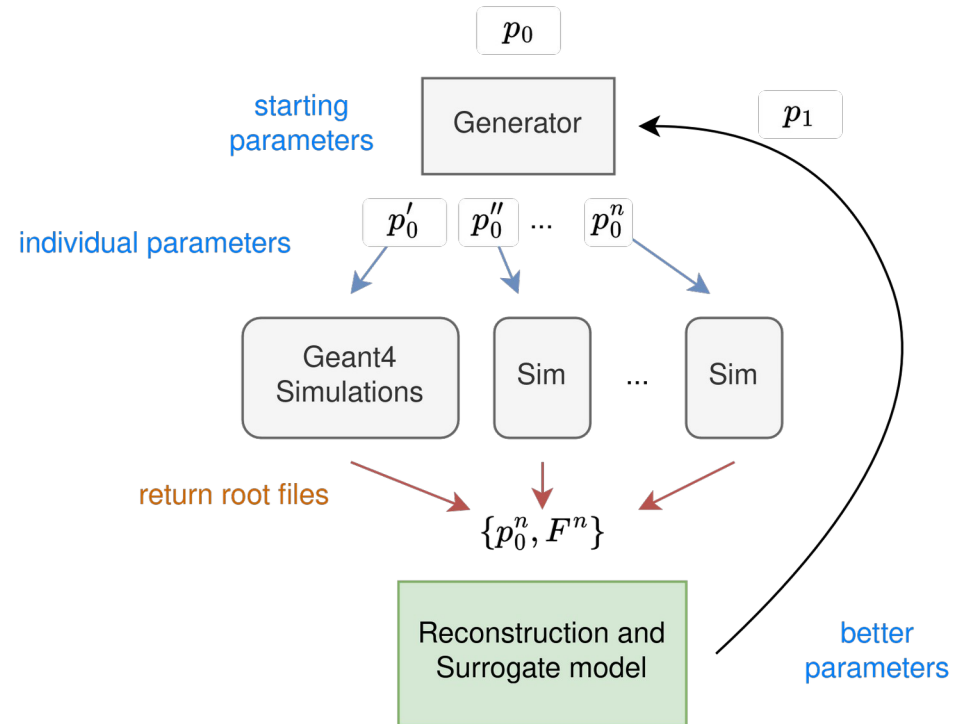 p₀
starting
parameters
Generator
p₁
individual parameters
p₀′ p₀″ ... p₀ⁿ
Geant4
Simulations
Sim
...
Sim
return root files
{p₀ⁿ, Fⁿ}
Reconstruction and
Surrogate model
better
parameters